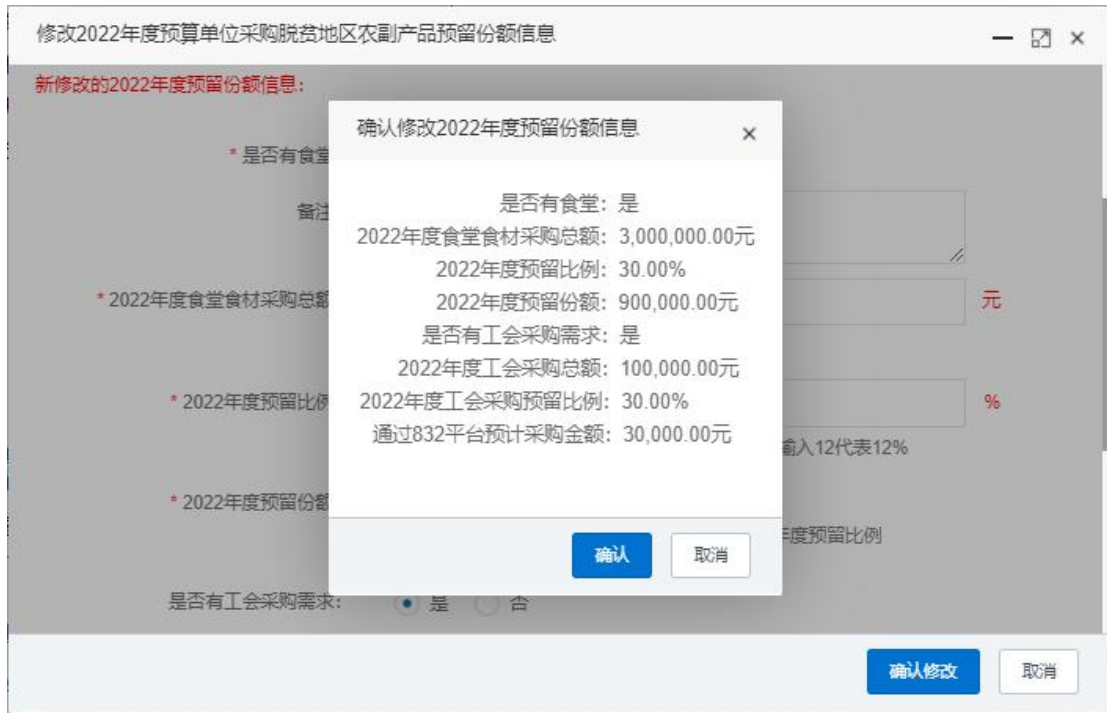 修改2022年度预算单位采购脱贫地区农副产品预留份额信息
新修改的2022年度预留份额信息：
* 是否有食堂
备注
* 2022年度食堂食材采购总额
元
* 2022年度预留比例
%
输入12代表12%
* 2022年度预留份额
年度预留比例
是否有工会采购需求：
是
否
确认修改2022年度预留份额信息
是否有食堂：是
2022年度食堂食材采购总额：3,000,000.00元
2022年度预留比例：30.00%
2022年度预留份额：900,000.00元
是否有工会采购需求：是
2022年度工会采购总额：100,000.00元
2022年度工会采购预留比例：30.00%
通过832平台预计采购金额：30,000.00元
确认
取消
确认修改
取消